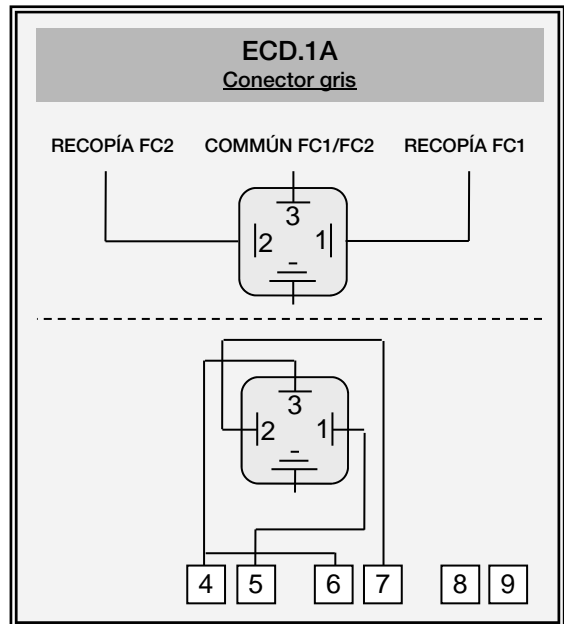 ECD.1A
Conector gris
RECOPÍA FC2 COMMÚN FC1/FC2 RECOPÍA FC1
3
2 1
3
2 1
4 5 6 7 8 9